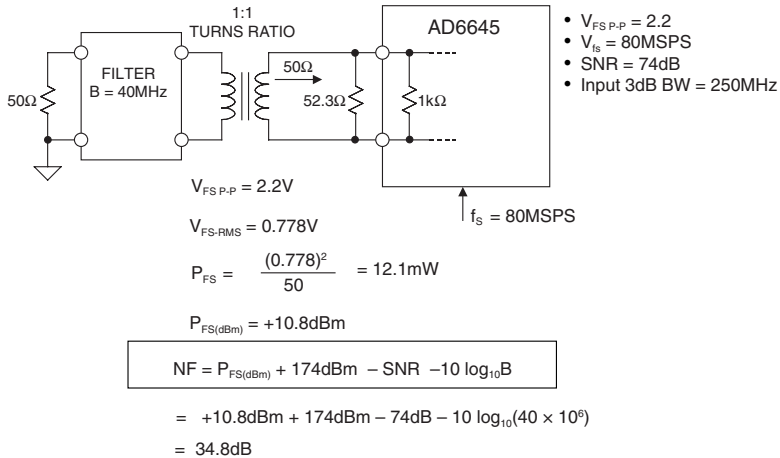 1:1
TURNS RATIO
AD6645
• V_FS P-P = 2.2
• V_fs = 80MSPS
• SNR = 74dB
• Input 3dB BW = 250MHz
FILTER
B = 40MHz
50Ω
50Ω
52.3Ω
1kΩ
V_FS P-P = 2.2V
f_S = 80MSPS
V_FS-RMS = 0.778V
P_FS = (0.778)² / 50 = 12.1mW
P_FS(dBm) = +10.8dBm
NF = P_FS(dBm) + 174dBm – SNR –10 log₁₀B
= +10.8dBm + 174dBm – 74dB – 10 log₁₀(40 × 10⁶)
= 34.8dB